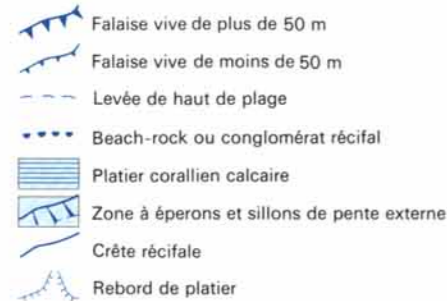 Falaise vive de plus de 50 m
Falaise vive de moins de 50 m
Levée de haut de plage
Beach-rock ou conglomérat récifal
Platier corallien calcaire
Zone à éperons et sillons de pente externe
Crête récifale
Rebord de platier